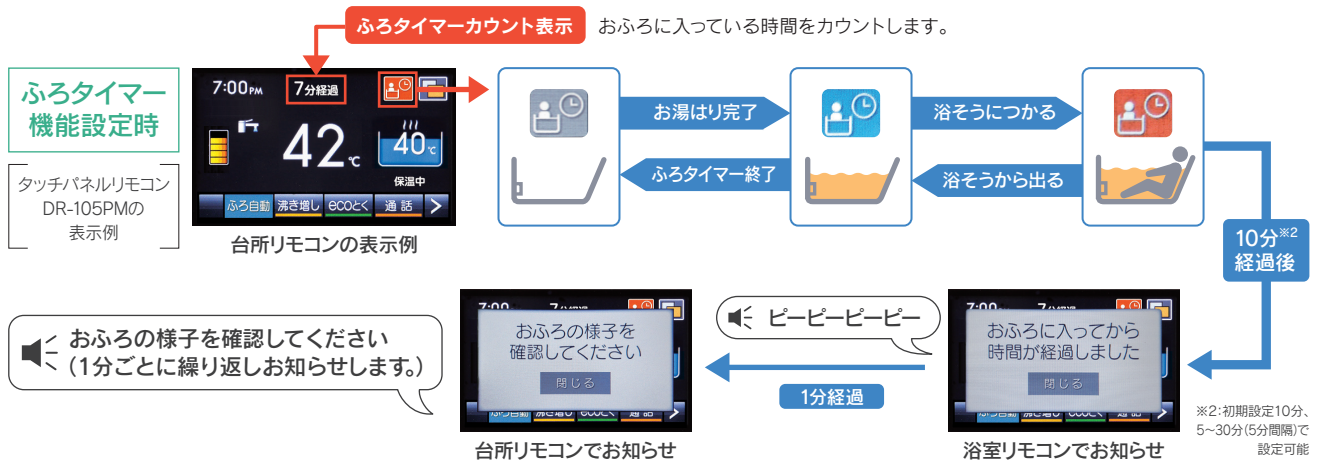 ふろタイマーカウント表示
おふろに入っている時間をカウントします。
ふろタイマー
機能設定時
タッチパネルリモコン
DR-105PMの
表示例
7:00PM
7分経過
42℃
40℃
保温中
ふろ自動 沸き増し ecoとく 通話 >
台所リモコンの表示例
お湯はり完了
ふろタイマー終了
浴そうにつかる
浴そうから出る
10分※2
経過後
おふろに入ってから
時間が経過しました
閉じる
浴室リモコンでお知らせ
※2:初期設定10分、
5~30分(5分間隔)で
設定可能
ピーピーピーピー
1分経過
おふろの様子を
確認してください
閉じる
台所リモコンでお知らせ
おふろの様子を確認してください
(1分ごとに繰り返しお知らせします。)